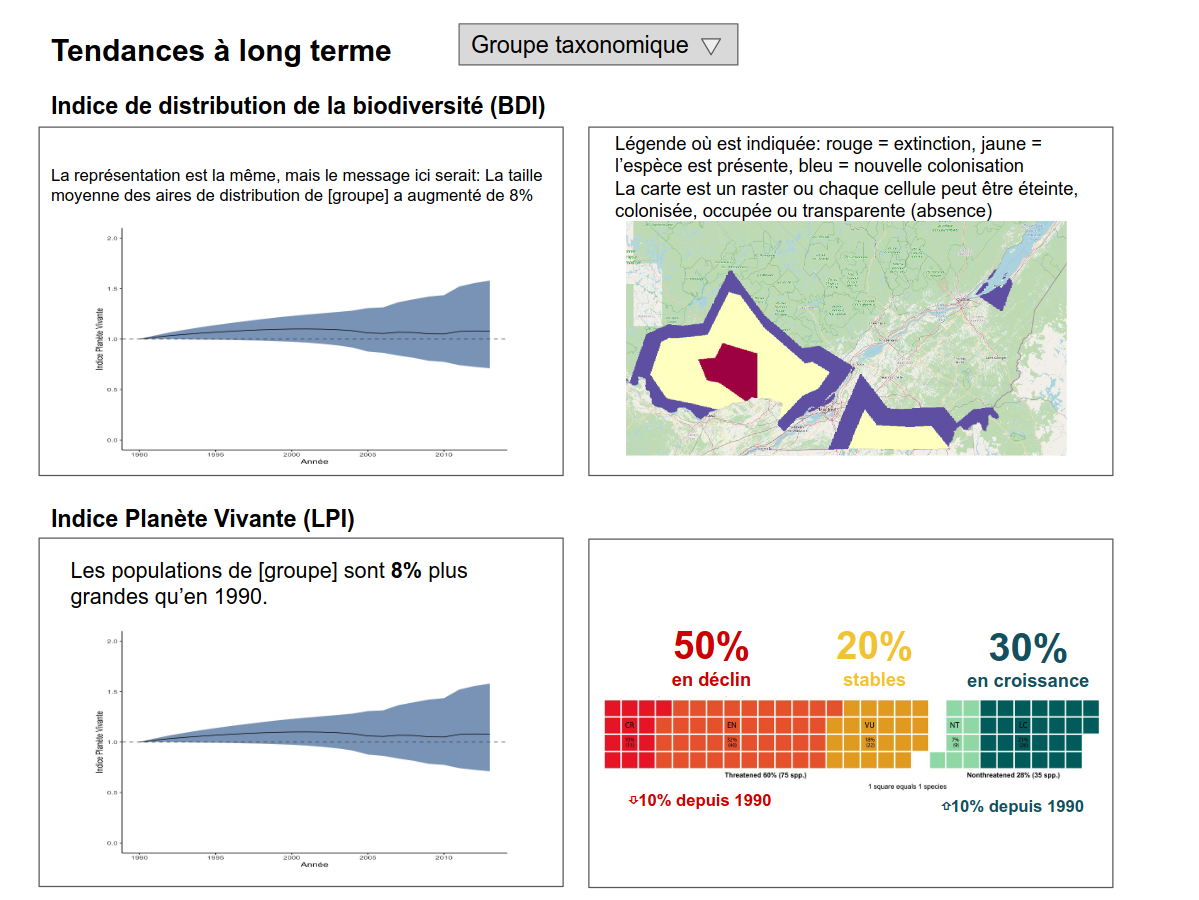 Tendances à long terme
Groupe taxonomique
Indice de distribution de la biodiversité (BDI)
La représentation est la même, mais le message ici serait: La taille
moyenne des aires de distribution de [groupe] a augmenté de 8%
2.0
1.5
1.0
0.5
0.0
Indice Planète Vivante
1990
1995
2000
2005
2010
Année
Légende où est indiquée: rouge = extinction, jaune =
l'espèce est présente, bleu = nouvelle colonisation
La carte est un raster ou chaque cellule peut être éteinte,
colonisée, occupée ou transparente (absence)
Québec
Montréal
Indice Planète Vivante (LPI)
Les populations de [groupe] sont 8% plus
grandes qu'en 1990.
2.0
1.5
1.0
0.5
0.0
Indice Planète Vivante
1990
1995
2000
2005
2010
Année
50%
en déclin
20%
stables
30%
en croissance
CR
EN
32%
(40)
VU
18%
(22)
NT
7%
(9)
LC
Threatened 60% (75 spp.)
Nonthreatened 28% (35 spp.)
1 square equals 1 species
⇩10% depuis 1990
⇧10% depuis 1990